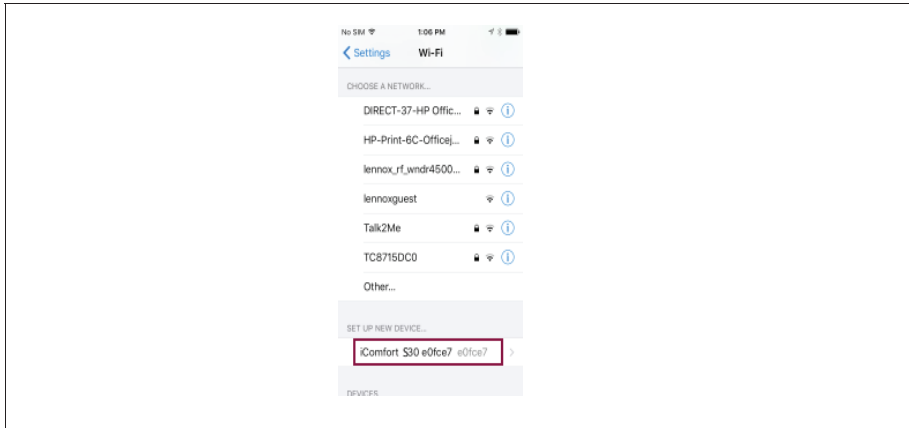 No SIM 1:06 PM
Settings Wi-Fi
CHOOSE A NETWORK...
DIRECT-37-HP Offic...
HP-Print-6C-Officej...
lennox_rf_wndr4500...
lennoxguest
Talk2Me
TC8715DC0
Other...
SET UP NEW DEVICE...
iComfort S30 e0fce7 e0fce7
DEVICES